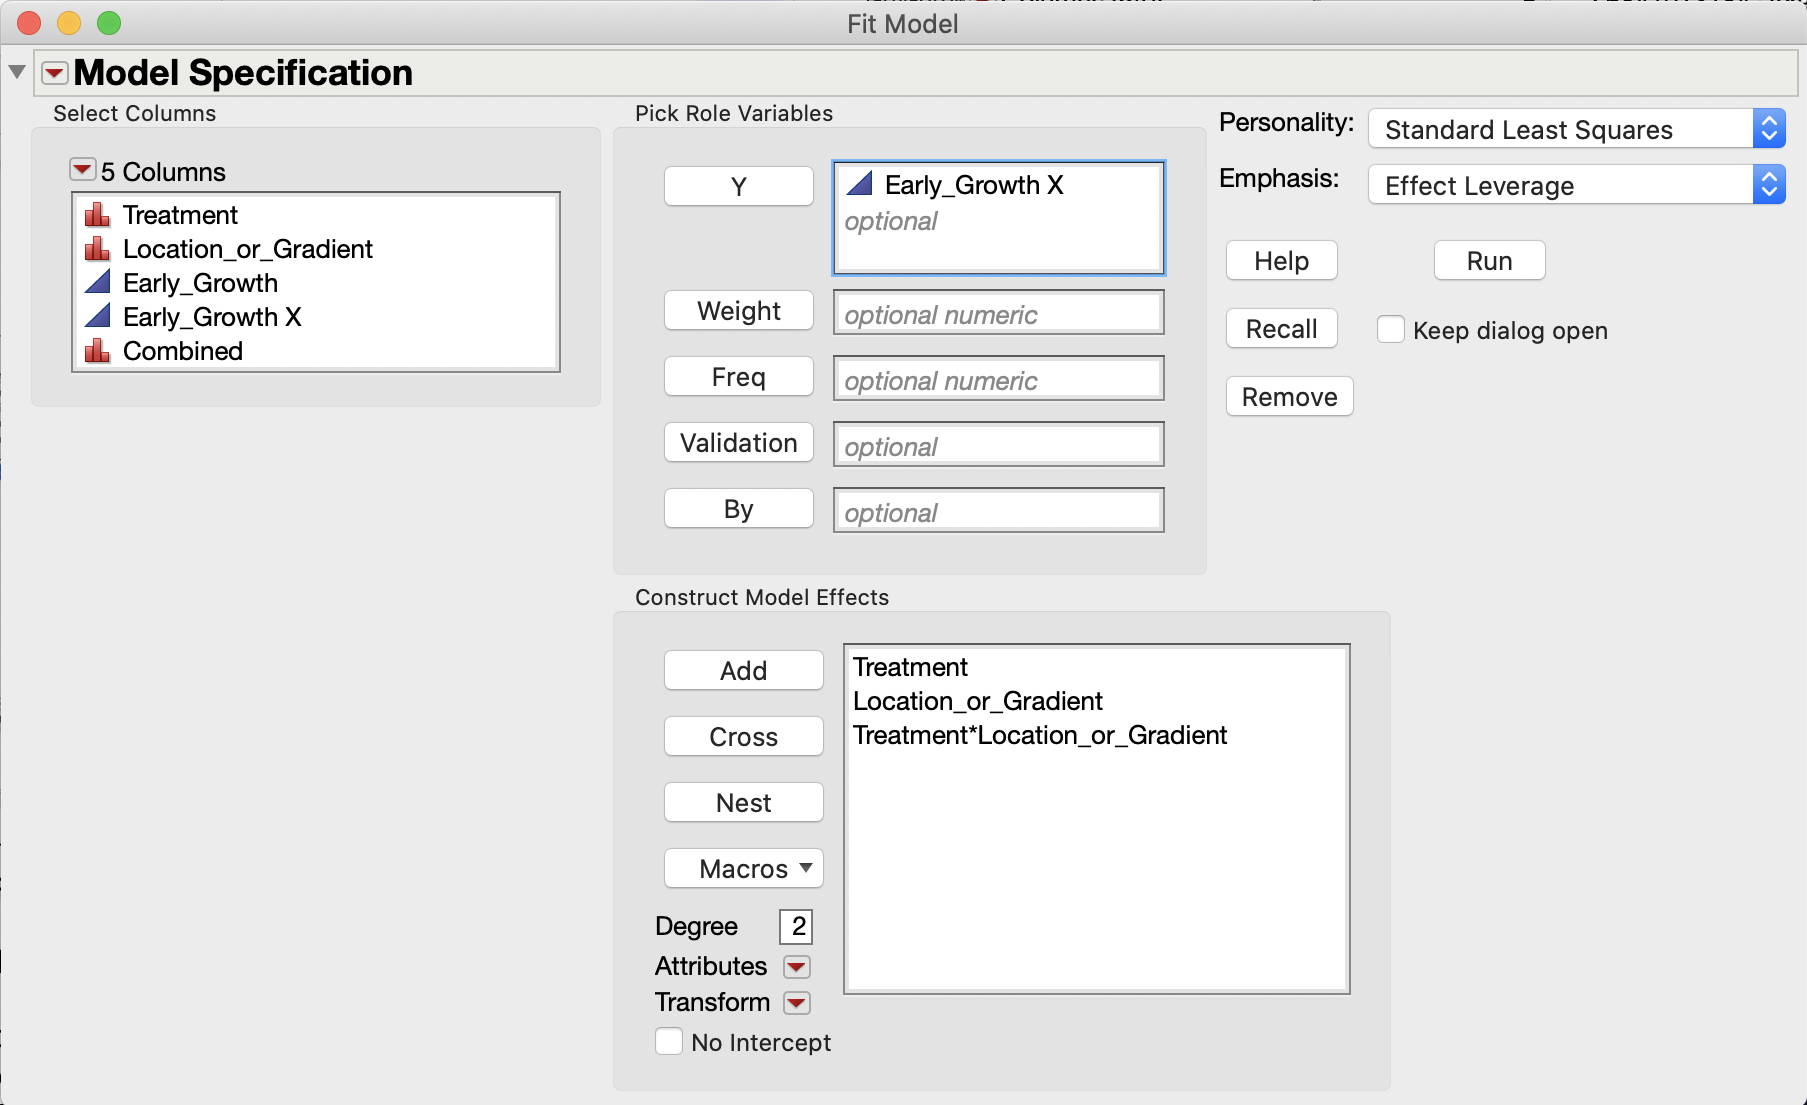 Fit Model
Model Specification
Select Columns
5 Columns
Treatment
Location_or_Gradient
Early_Growth
Early_Growth X
Combined
Pick Role Variables
Y
Early_Growth X
optional
Weight
optional numeric
Freq
optional numeric
Validation
optional
By
optional
Personality:
Standard Least Squares
Emphasis:
Effect Leverage
Help
Run
Recall
Keep dialog open
Remove
Construct Model Effects
Add
Cross
Nest
Macros
Degree 2
Attributes
Transform
No Intercept
Treatment
Location_or_Gradient
Treatment*Location_or_Gradient